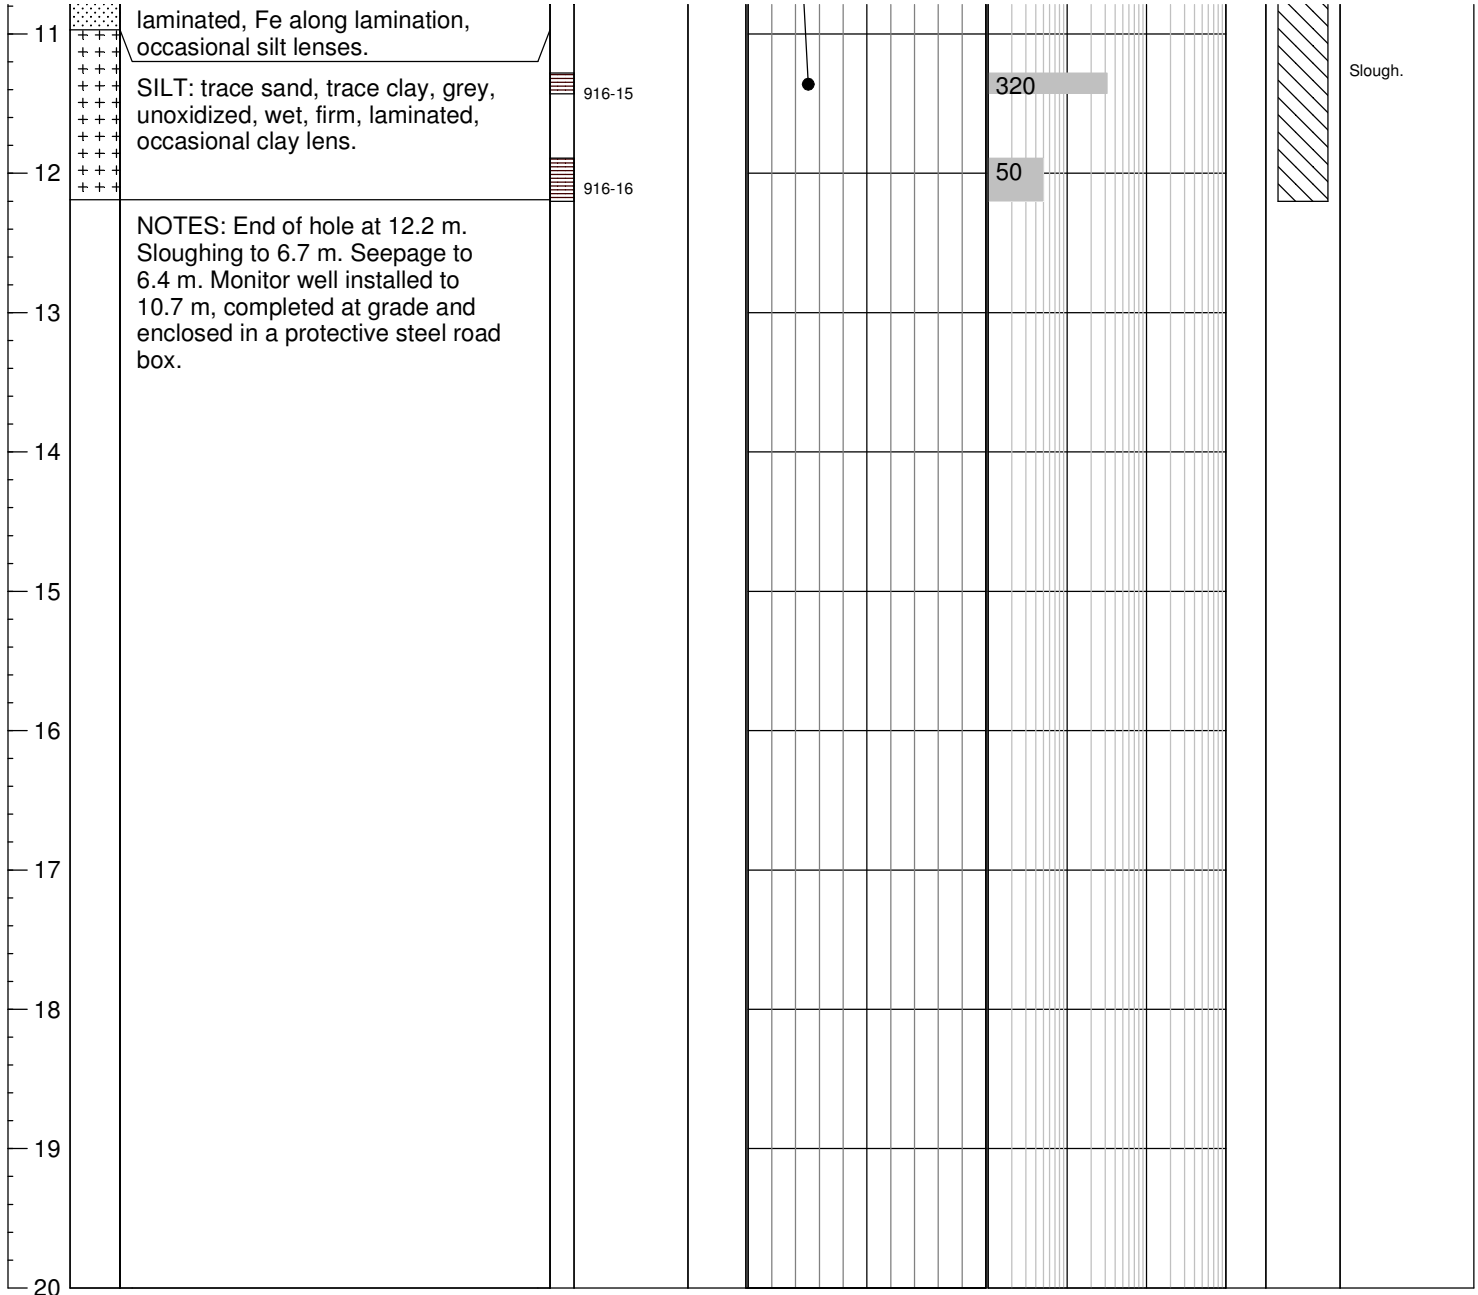 laminated, Fe along lamination,
occasional silt lenses.
SILT: trace sand, trace clay, grey,
unoxidized, wet, firm, laminated,
occasional clay lens.
NOTES: End of hole at 12.2 m.
Sloughing to 6.7 m. Seepage to
6.4 m. Monitor well installed to
10.7 m, completed at grade and
enclosed in a protective steel road
box.
916-15
916-16
320
50
Slough.
11
12
13
14
15
16
17
18
19
20